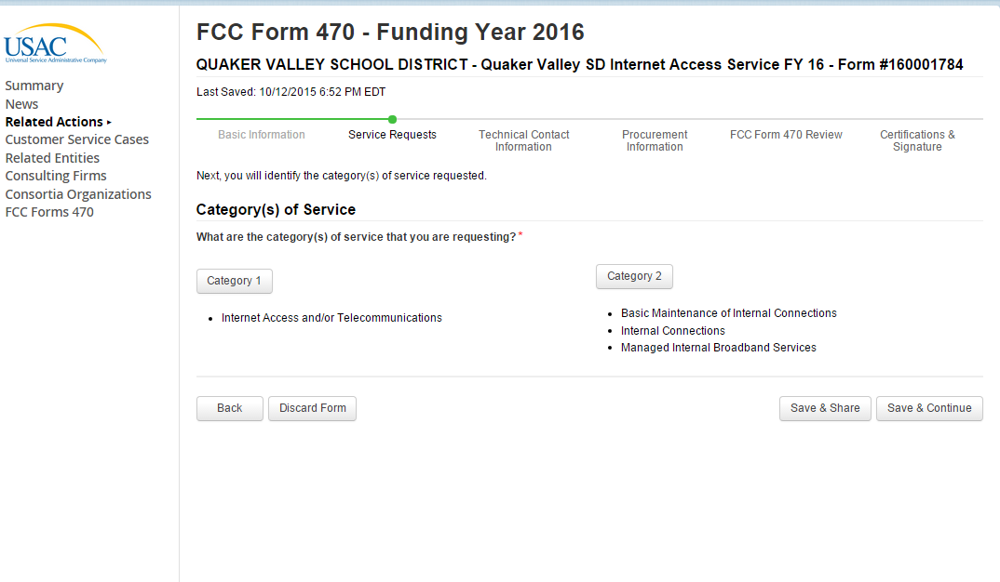 USAC
Universal Service Administrative Company
Summary
News
Related Actions ▸
Customer Service Cases
Related Entities
Consulting Firms
Consortia Organizations
FCC Forms 470
FCC Form 470 - Funding Year 2016
QUAKER VALLEY SCHOOL DISTRICT - Quaker Valley SD Internet Access Service FY 16 - Form #160001784
Last Saved: 10/12/2015 6:52 PM EDT
Basic Information
Service Requests
Technical Contact
Information
Procurement
Information
FCC Form 470 Review
Certifications &
Signature
Next, you will identify the category(s) of service requested.
Category(s) of Service
What are the category(s) of service that you are requesting? *
Category 1
• Internet Access and/or Telecommunications
Category 2
• Basic Maintenance of Internal Connections
• Internal Connections
• Managed Internal Broadband Services
Back
Discard Form
Save & Share
Save & Continue